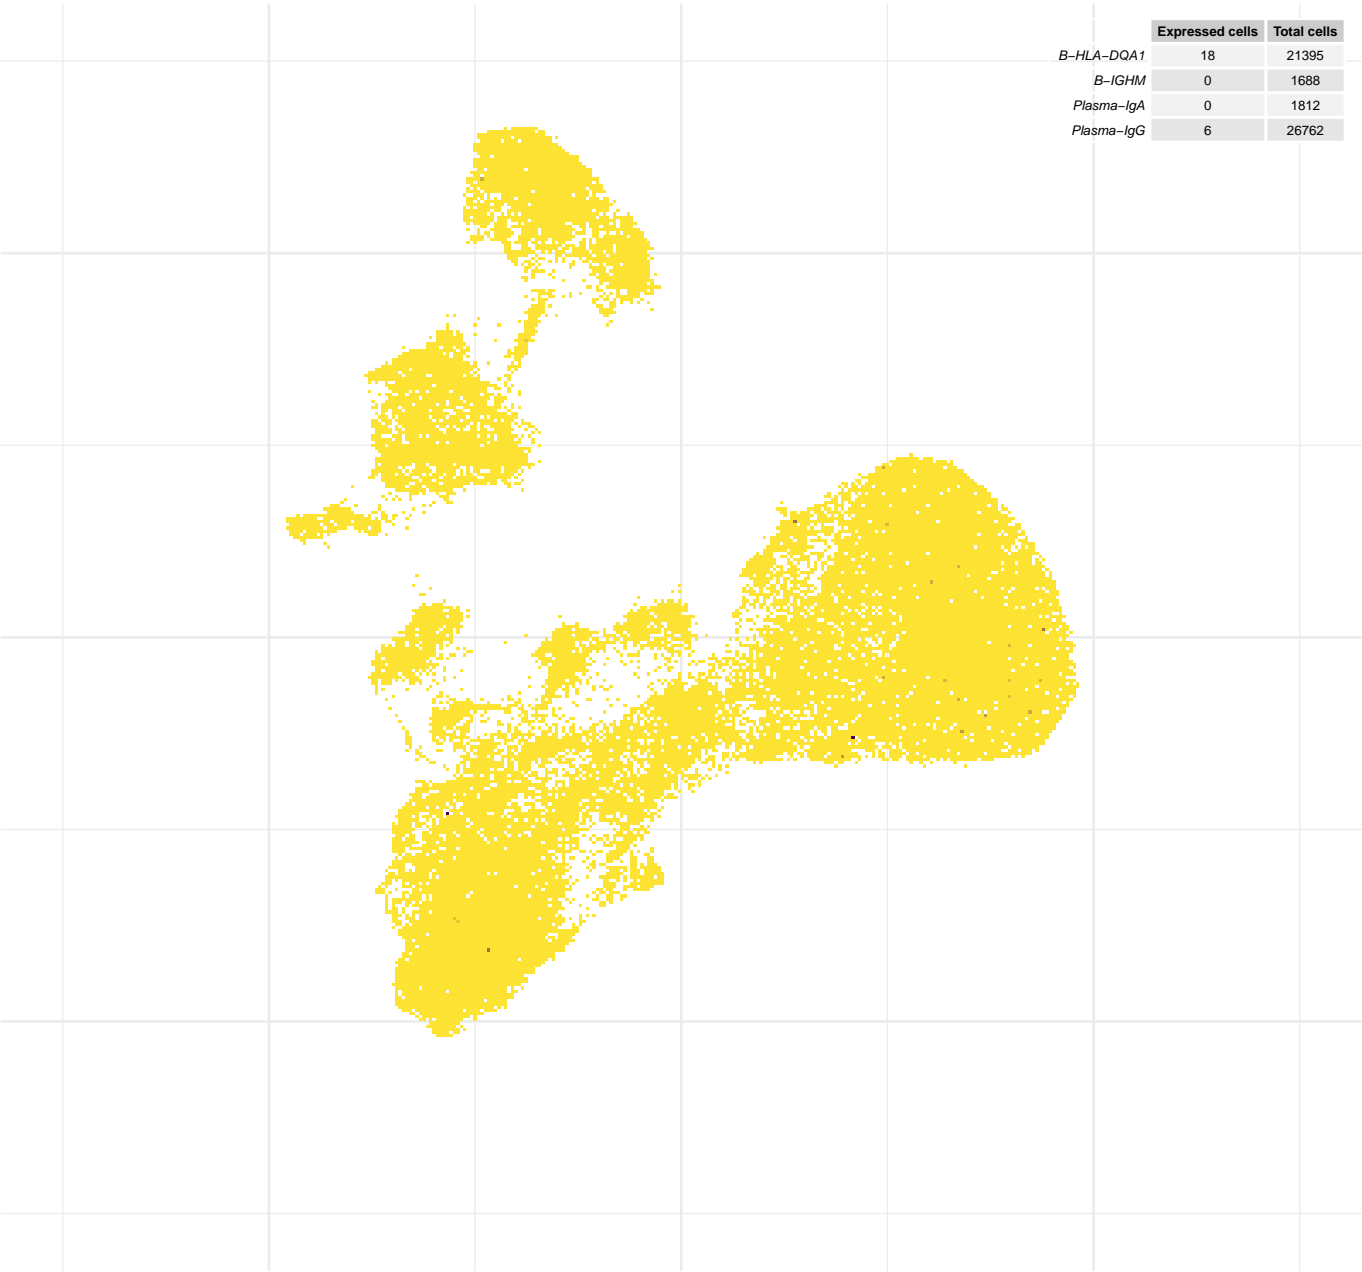 Expressed cells Total cells
B−HLA−DQA1 18 21395
B−IGHM 0 1688
Plasma−IgA 0 1812
Plasma−IgG 6 26762